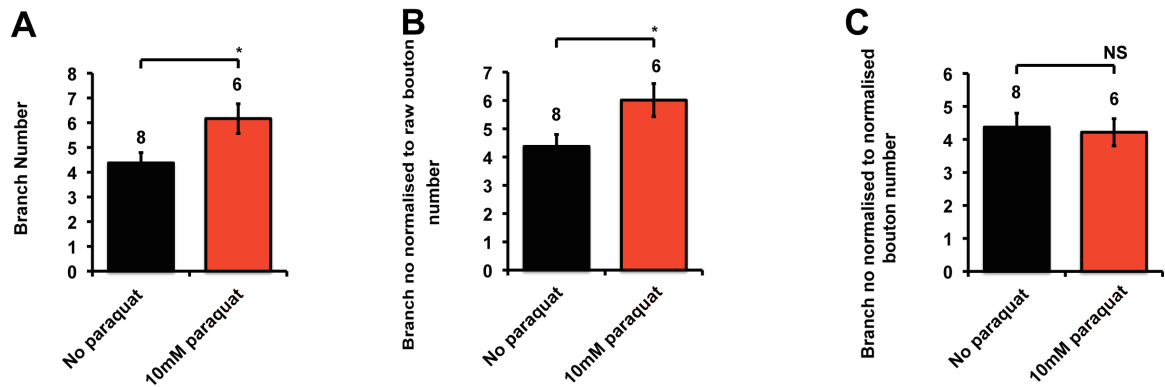 A
Branch Number
8
7
6
5
4
3
2
1
0
*
8
6
No paraquat
10mM paraquat
B
Branch no normalised to raw bouton
number
7
6
5
4
3
2
1
0
*
8
6
No paraquat
10mM paraquat
C
Branch no normalised to normalised
bouton number
6
5
4
3
2
1
0
NS
8
6
No paraquat
10mM paraquat